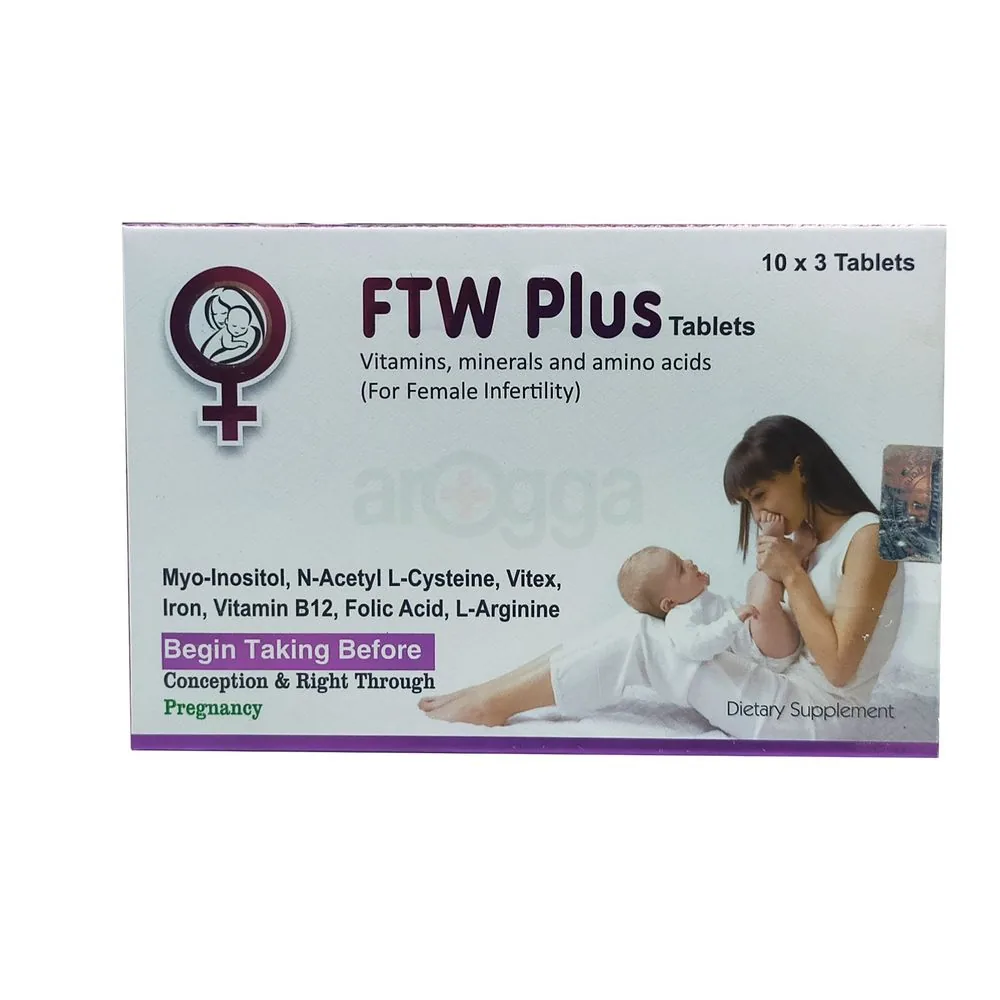 10 x 3 Tablets
FTW Plus Tablets
Vitamins, minerals and amino acids
(For Female Infertility)
arogga
Myo-Inositol, N-Acetyl L-Cysteine, Vitex,
Iron, Vitamin B12, Folic Acid, L-Arginine
Begin Taking Before
Conception & Right Through
Pregnancy
Dietary Supplement